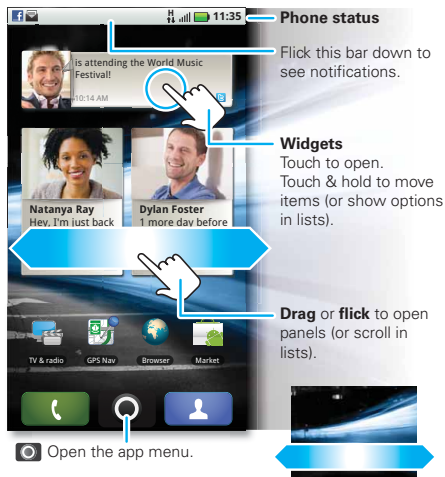 H
11:35
Phone status
Flick this bar down to
see notifications.
is attending the World Music
Festival!
10:14 AM
Widgets
Touch to open.
Touch & hold to move
items (or show options
in lists).
Natanya Ray
Hey, I'm just back
Dylan Foster
1 more day before
Drag or flick to open
panels (or scroll in
lists).
TV & radio
GPS Nav
Browser
Market
Open the app menu.